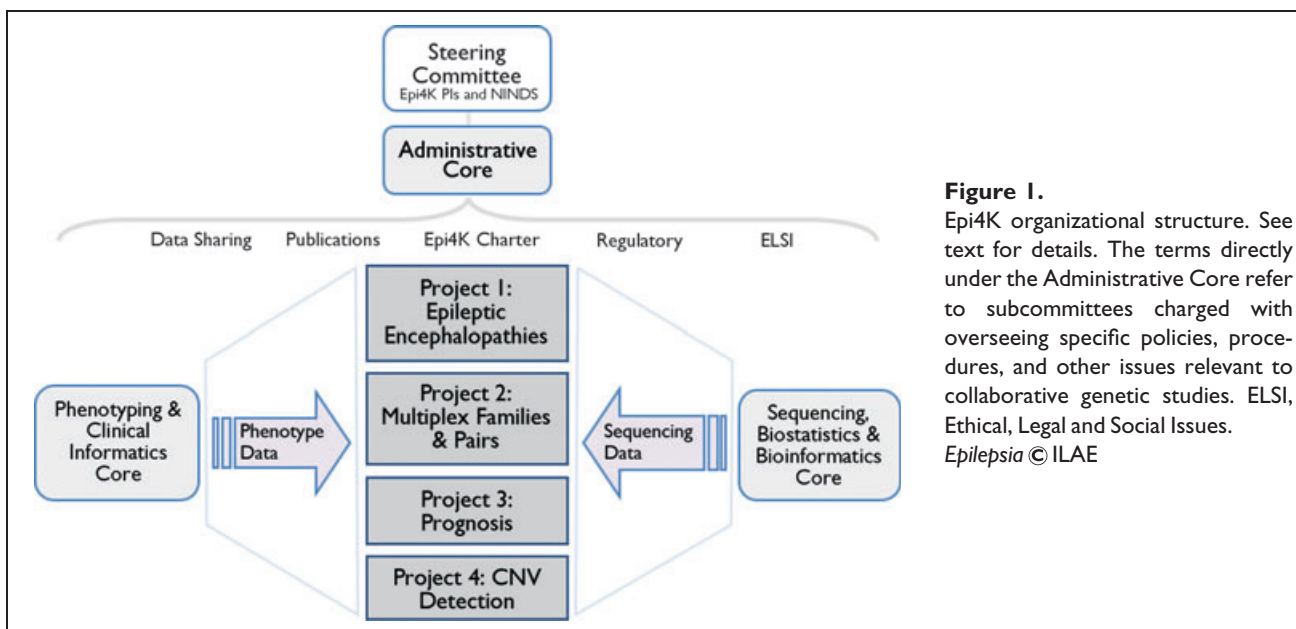 Steering
Committee
Epi4K PIs and NINDS
Administrative
Core
Data Sharing Publications Epi4K Charter Regulatory ELSI
Project 1:
Epileptic
Encephalopathies
Project 2:
Multiplex Families
& Pairs
Project 3:
Prognosis
Project 4: CNV
Detection
Phenotyping &
Clinical
Informatics
Core
Phenotype
Data
Sequencing
Data
Sequencing,
Biostatistics &
Bioinformatics
Core
Figure 1.
Epi4K organizational structure. See
text for details. The terms directly
under the Administrative Core refer
to subcommittees charged with
overseeing specific policies, proce-
dures, and other issues relevant to
collaborative genetic studies. ELSI,
Ethical, Legal and Social Issues.
Epilepsia © ILAE